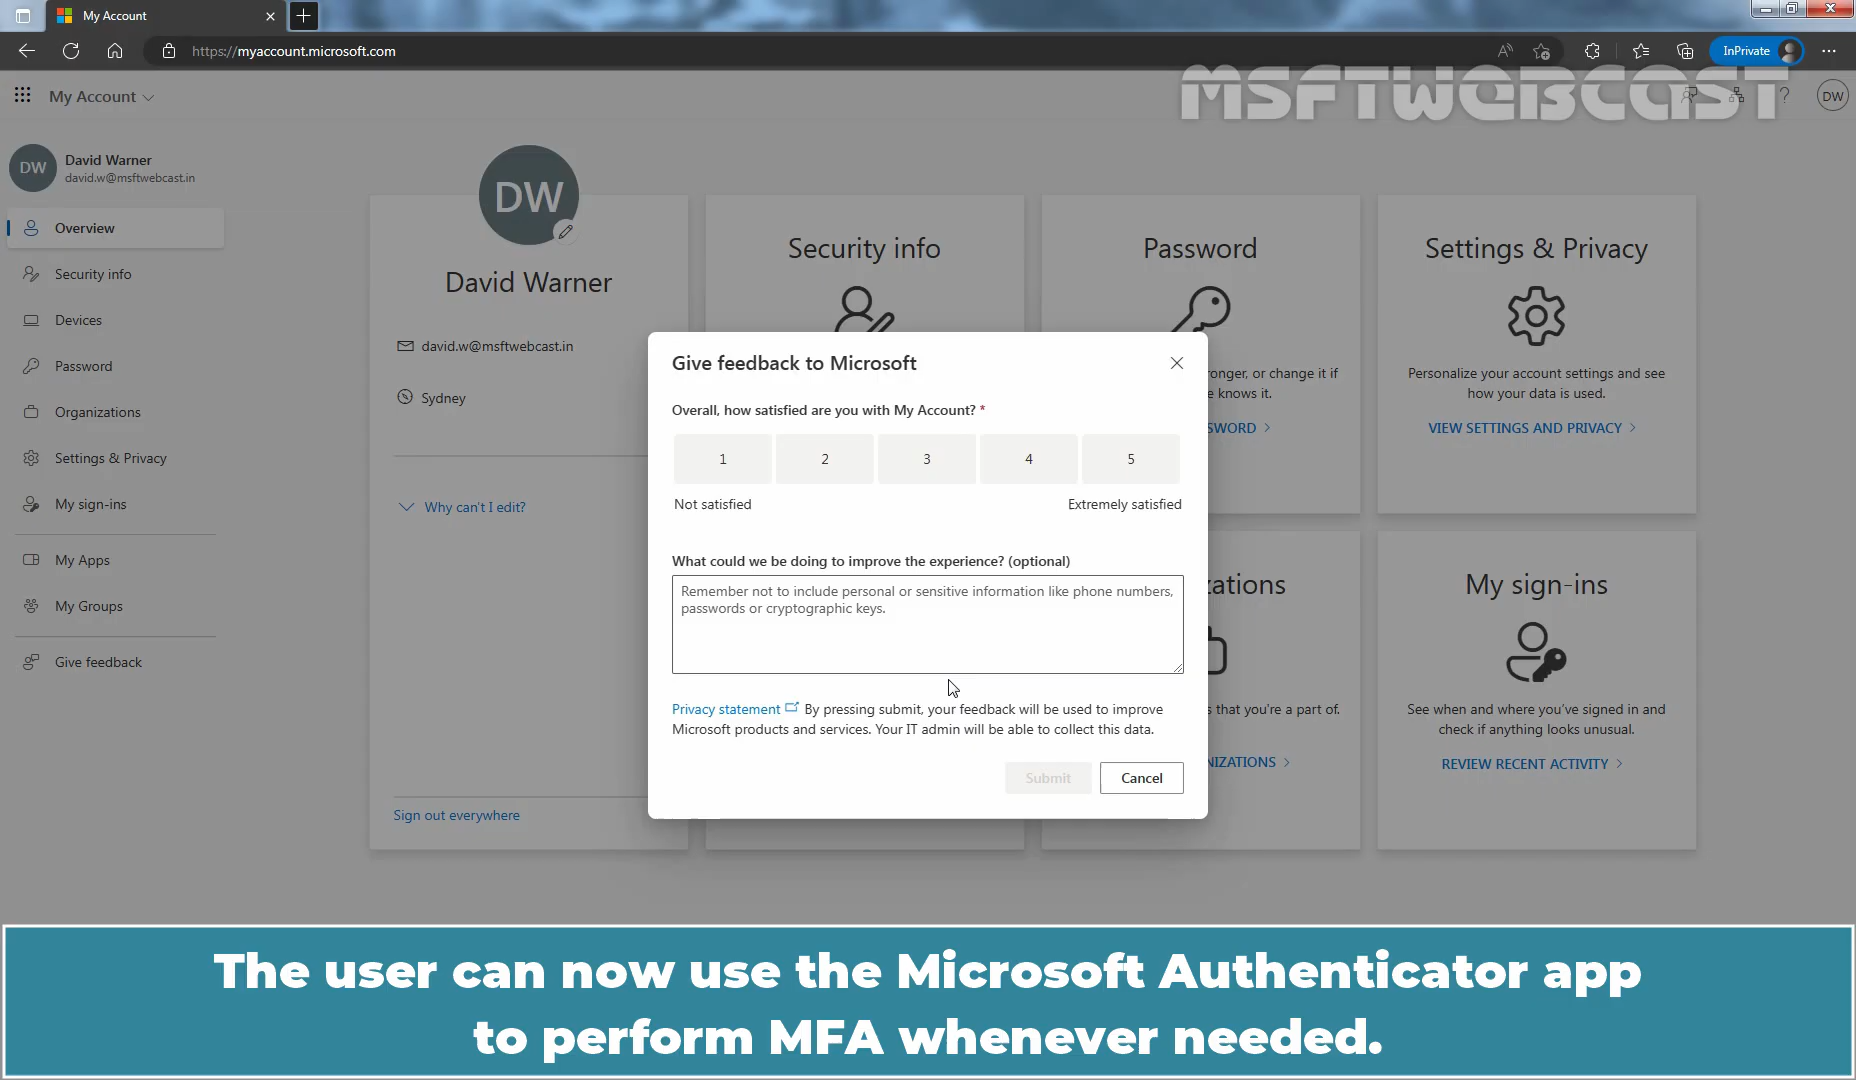 My Account
https://myaccount.microsoft.com
InPrivate
MSFTWEBCAST
My Account
?
DW
DW
David Warner
david.w@msftwebcast.in
Overview
Security info
Devices
Password
Organizations
Settings & Privacy
My sign-ins
My Apps
My Groups
Give feedback
DW
David Warner
david.w@msftwebcast.in
Sydney
Why can't I edit?
Sign out everywhere
Security info
Password
ronger, or change it if
e knows it.
SWORD
Settings & Privacy
Personalize your account settings and see
how your data is used.
VIEW SETTINGS AND PRIVACY
zations
s that you're a part of.
NIZATIONS
My sign-ins
See when and where you've signed in and
check if anything looks unusual.
REVIEW RECENT ACTIVITY
Give feedback to Microsoft
Overall, how satisfied are you with My Account? *
1 2 3 4 5
Not satisfied Extremely satisfied
What could we be doing to improve the experience? (optional)
Remember not to include personal or sensitive information like phone numbers,
passwords or cryptographic keys.
Privacy statement By pressing submit, your feedback will be used to improve
Microsoft products and services. Your IT admin will be able to collect this data.
Submit Cancel
The user can now use the Microsoft Authenticator app
to perform MFA whenever needed.